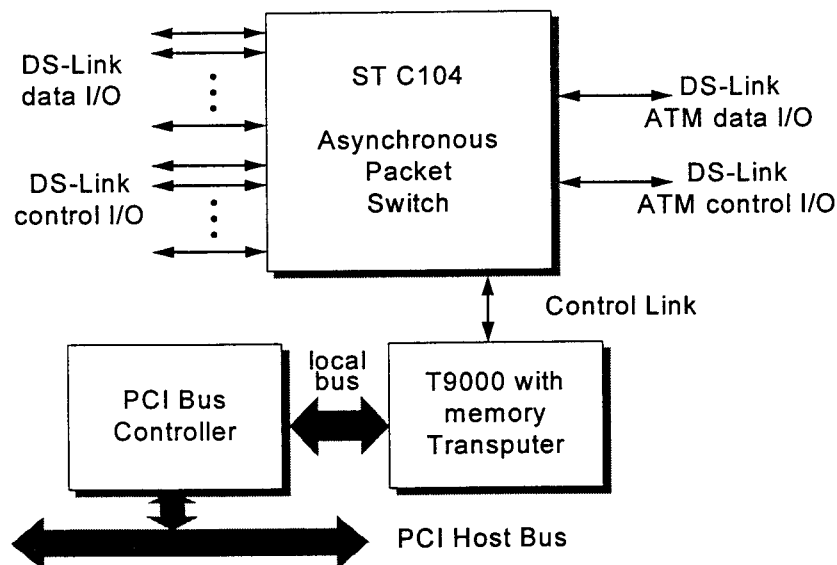 ST C104
Asynchronous
Packet
Switch
DS-Link
data I/O
DS-Link
control I/O
DS-Link
ATM data I/O
DS-Link
ATM control I/O
Control Link
PCI Bus
Controller
local
bus
T9000 with
memory
Transputer
PCI Host Bus